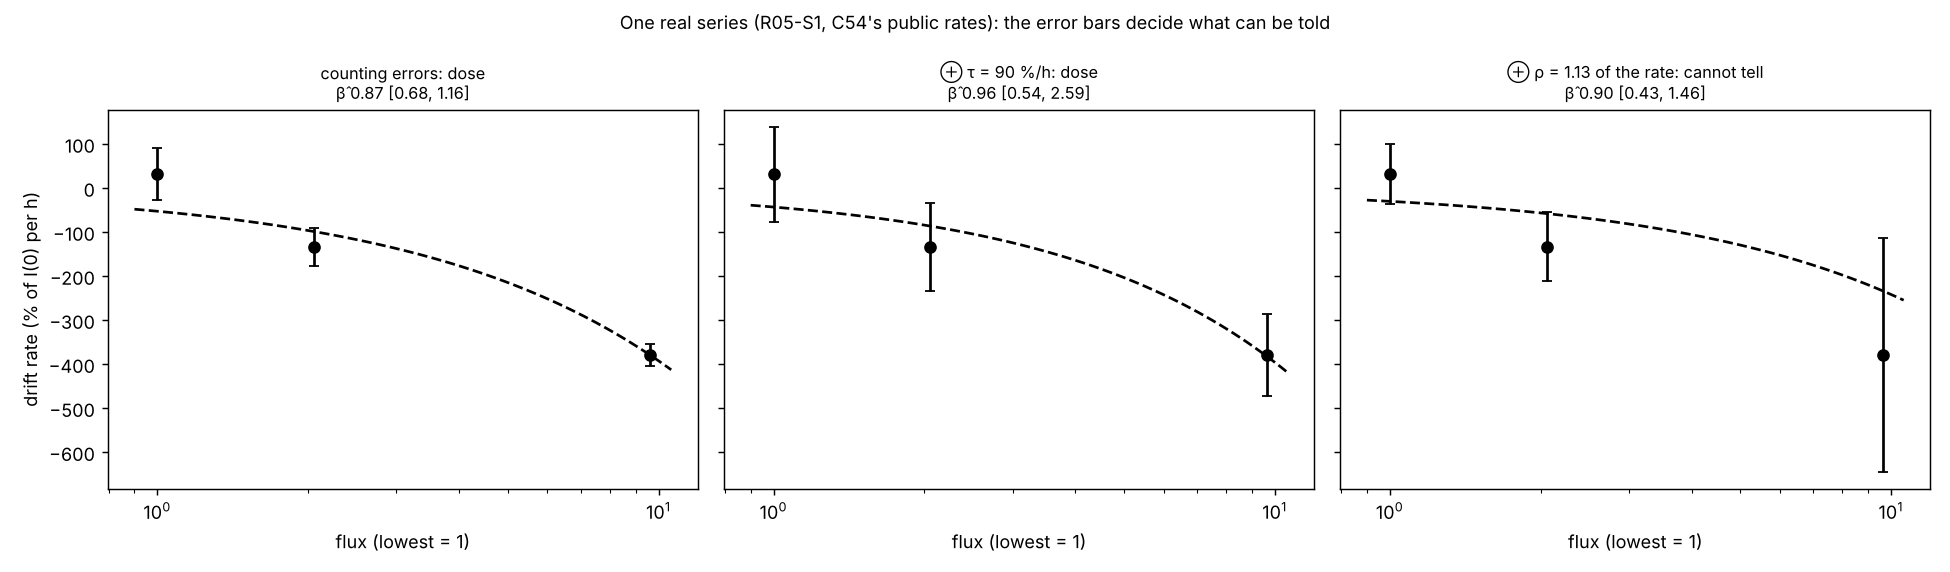 One real series (R05-S1, C54's public rates): the error bars decide what can be told
counting errors: dose
β̂ 0.87 [0.68, 1.16]
⊕ τ = 90 %/h: dose
β̂ 0.96 [0.54, 2.59]
⊕ ρ = 1.13 of the rate: cannot tell
β̂ 0.90 [0.43, 1.46]
drift rate (% of I(0) per h)
100
0
−100
−200
−300
−400
−500
−600
10⁰
10¹
10⁰
10¹
10⁰
10¹
flux (lowest = 1)
flux (lowest = 1)
flux (lowest = 1)